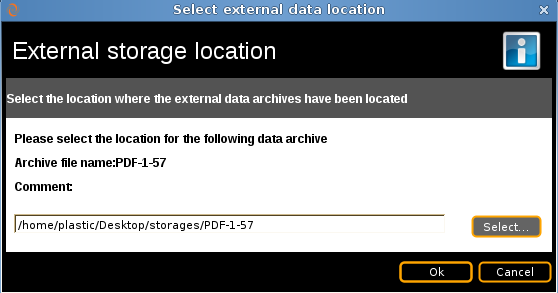 Select external data location
External storage location
Select the location where the external data archives have been located
Please select the location for the following data archive
Archive file name:PDF-1-57
Comment:
/home/plastic/Desktop/storages/PDF-1-57
Select...
Ok
Cancel